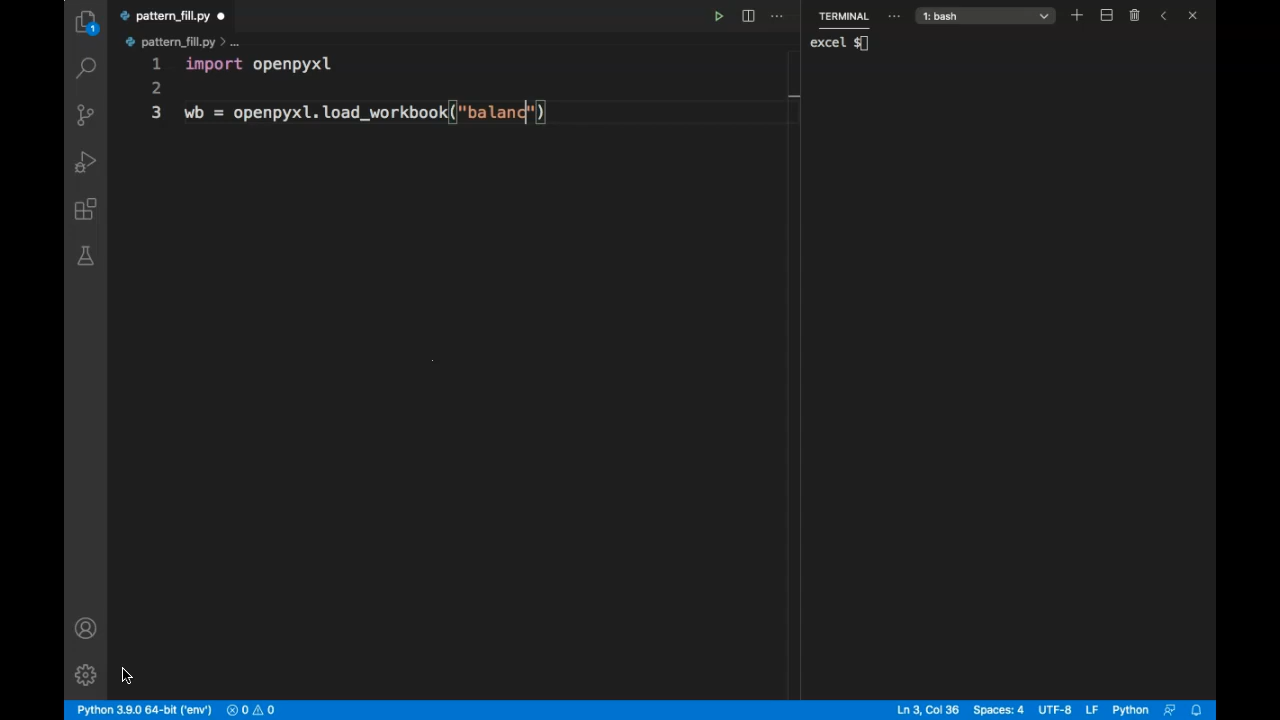 pattern_fill.py
TERMINAL
1: bash
pattern_fill.py > ...
excel $
1 import openpyxl
2
3 wb = openpyxl.load_workbook("balanc")
1
Python 3.9.0 64-bit ('env') 0 0 Ln 3, Col 36 Spaces: 4 UTF-8 LF Python